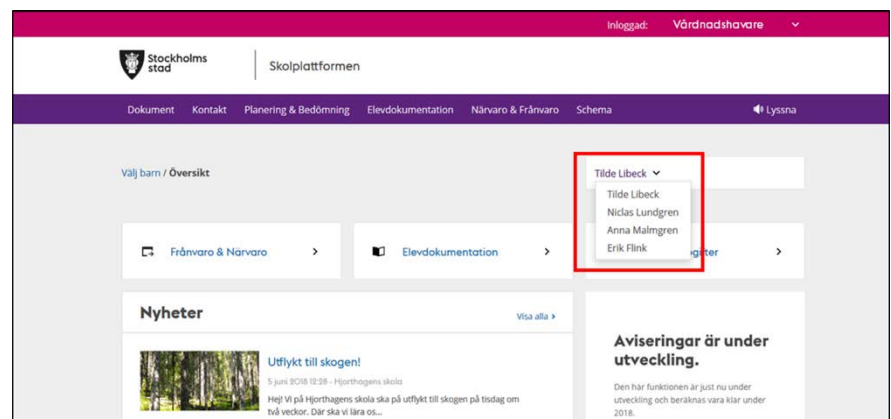 Inloggad: Vårdnadshavare
Stockholms
stad
Skolplattformen
Dokument Kontakt Planering & Bedömning Elevdokumentation Närvaro & Frånvaro Schema Lyssna
Välj barn / Översikt
Tilde Libeck
Tilde Libeck
Niclas Lundgren
Anna Malmgren
Erik Flink
Frånvaro & Närvaro
Elevdokumentation
Nyheter
Visa alla
Utflykt till skogen!
5 juni 2018 12:28 - Hjorthagens skola
Hej! Vi på Hjorthagens skola ska på utflykt till skogen på tisdag om
två veckor. Där ska vi lära os...
Aviseringar är under
utveckling.
Den här funktionen är just nu under
utveckling och beräknas vara klar under
2018.